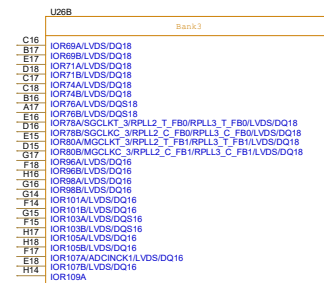 U26B
Bank3
C16 IOR69A/LVDS/DQ18
B17 IOR69B/LVDS/DQ18
E17 IOR71A/LVDS/DQ18
D18 IOR71B/LVDS/DQ18
C17 IOR74A/LVDS/DQ18
C18 IOR74B/LVDS/DQ18
B16 IOR76A/LVDS/DQS18
A17 IOR76B/LVDS/DQS18
E16 IOR78A/SGCLKT_3/RPLL2_T_FB0/RPLL3_T_FB0/LVDS/DQ18
D16 IOR78B/SGCLKC_3/RPLL2_C_FB0/RPLL3_C_FB0/LVDS/DQ18
E15 IOR80A/MGCLKT_3/RPLL2_T_FB1/RPLL3_T_FB1/LVDS/DQ18
D15 IOR80B/MGCLKC_3/RPLL2_C_FB1/RPLL3_C_FB1/LVDS/DQ18
G17 IOR96A/LVDS/DQ16
F18 IOR96B/LVDS/DQ16
H16 IOR98A/LVDS/DQ16
G16 IOR98B/LVDS/DQ16
G14 IOR101A/LVDS/DQ16
F14 IOR101B/LVDS/DQ16
G15 IOR103A/LVDS/DQS16
F15 IOR103B/LVDS/DQS16
H17 IOR105A/LVDS/DQ16
H18 IOR105B/LVDS/DQ16
F17 IOR107A/ADCINCK1/LVDS/DQ16
E18 IOR107B/LVDS/DQ16
H14 IOR109A